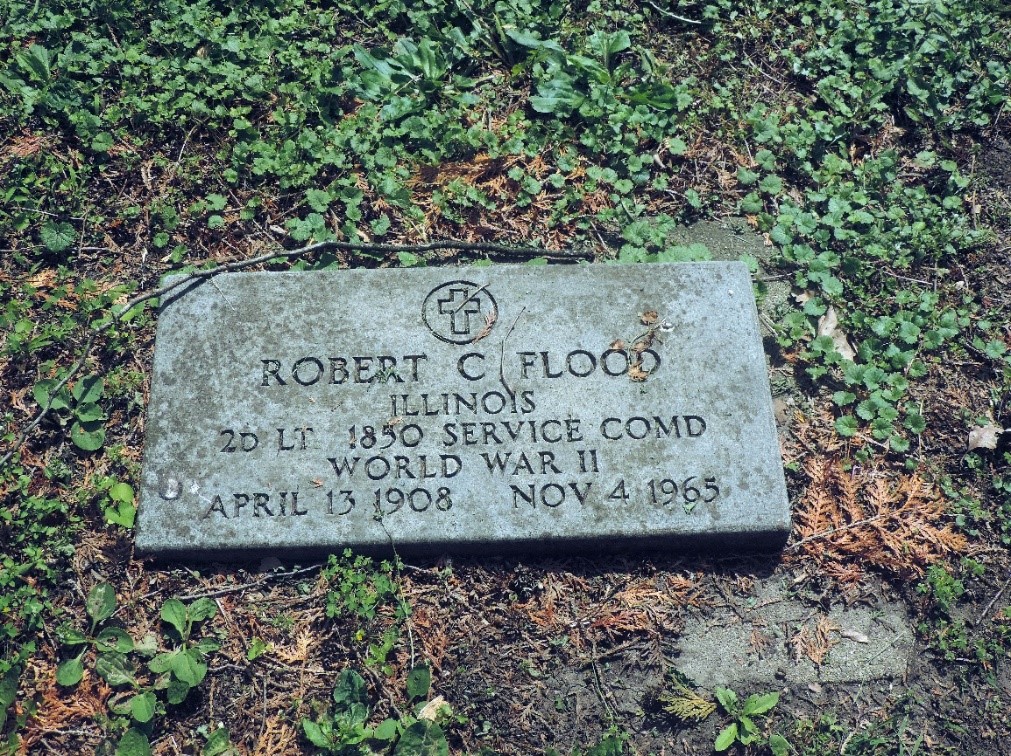 ROBERT C FLOOD
ILLINOIS
2D LT 1850 SERVICE COMD
WORLD WAR II
APRIL 13 1908 NOV 4 1965